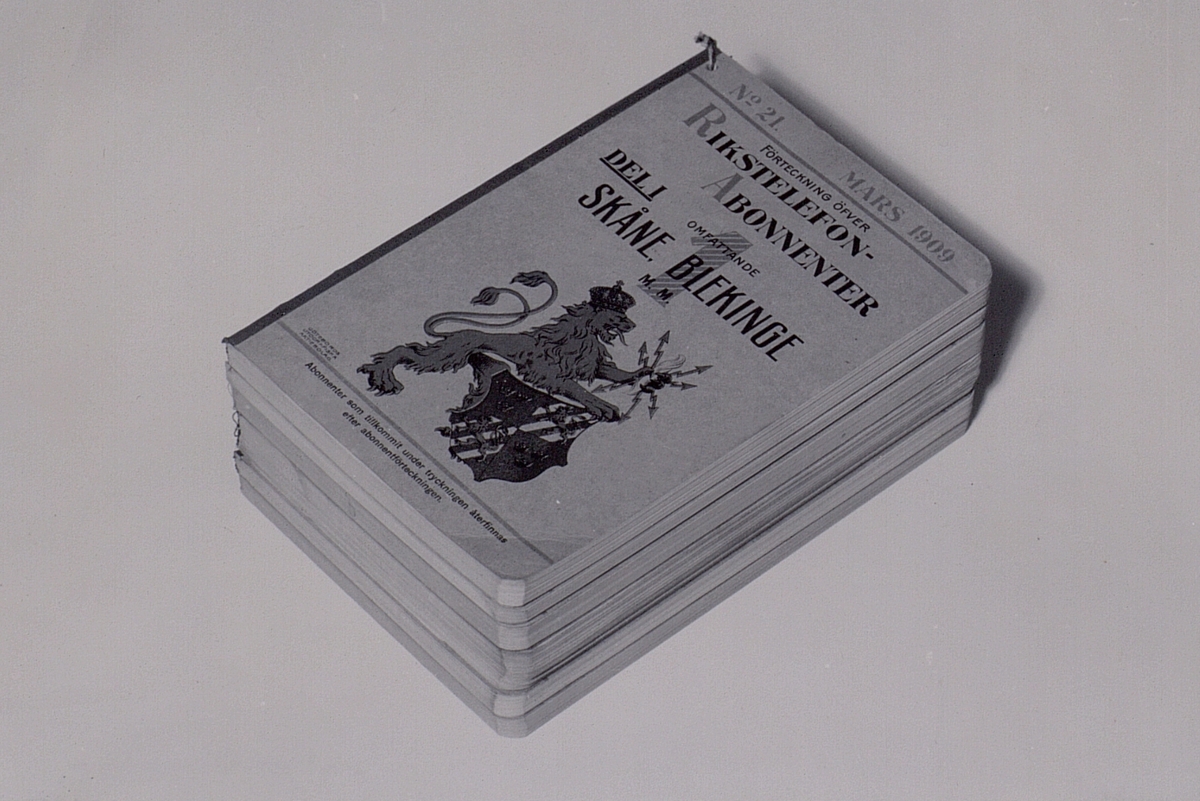 No 21.
MARS 1909
FÖRTECKNING ÖFVER
RIKSTELEFON-
ABONNENTER
OMFATTANDE
DEL I
1
SKÅNE, BLEKINGE
M.M.
Abonnenter som tillkommit under tryckningen återfinnas
efter abonnentförteckningen.